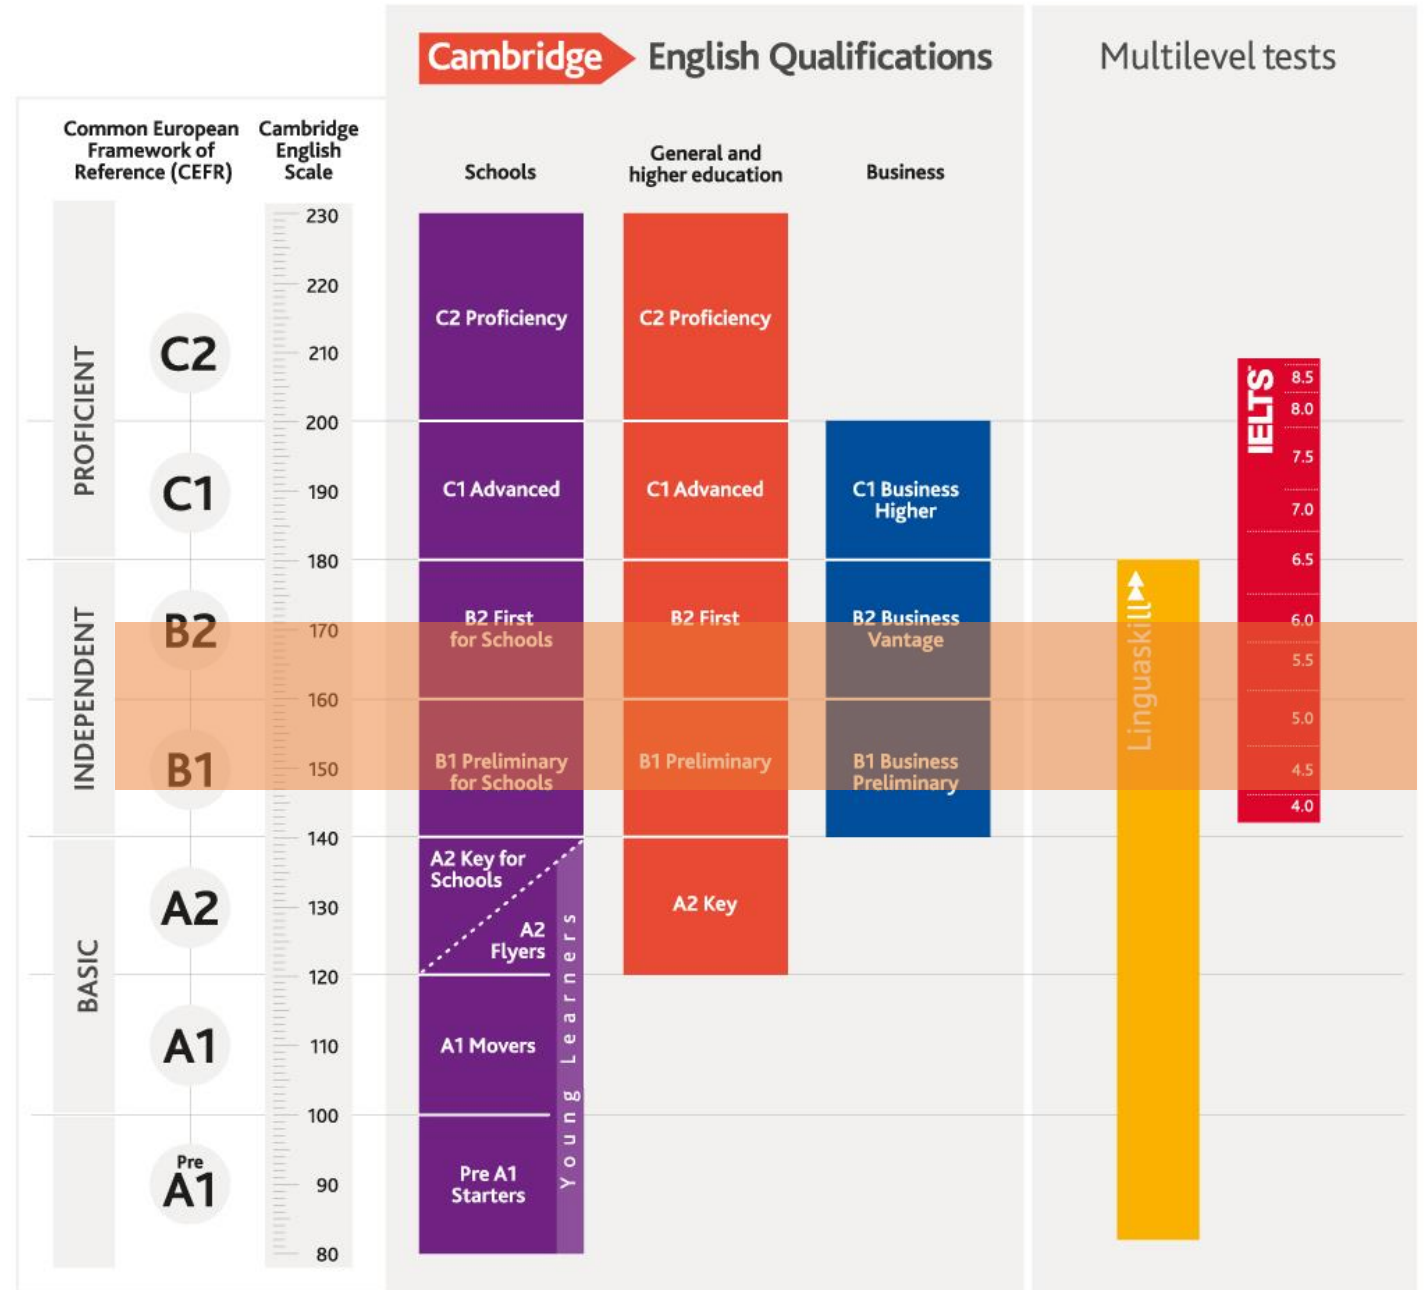 Cambridge English Qualifications
Multilevel tests
Common European
Framework of
Reference (CEFR)
Cambridge
English
Scale
Schools
General and
higher education
Business
PROFICIENT
INDEPENDENT
BASIC
C2
C1
B2
B1
A2
A1
Pre
A1
230
220
210
200
190
180
170
160
150
140
130
120
110
100
90
80
C2 Proficiency
C1 Advanced
B2 First
for Schools
B1 Preliminary
for Schools
A2 Key for
Schools
A2
Flyers
A1 Movers
Pre A1
Starters
Young Learners
C2 Proficiency
C1 Advanced
B2 First
B1 Preliminary
A2 Key
C1 Business
Higher
B2 Business
Vantage
B1 Business
Preliminary
Linguaskill
IELTS
8.5
8.0
7.5
7.0
6.5
6.0
5.5
5.0
4.5
4.0